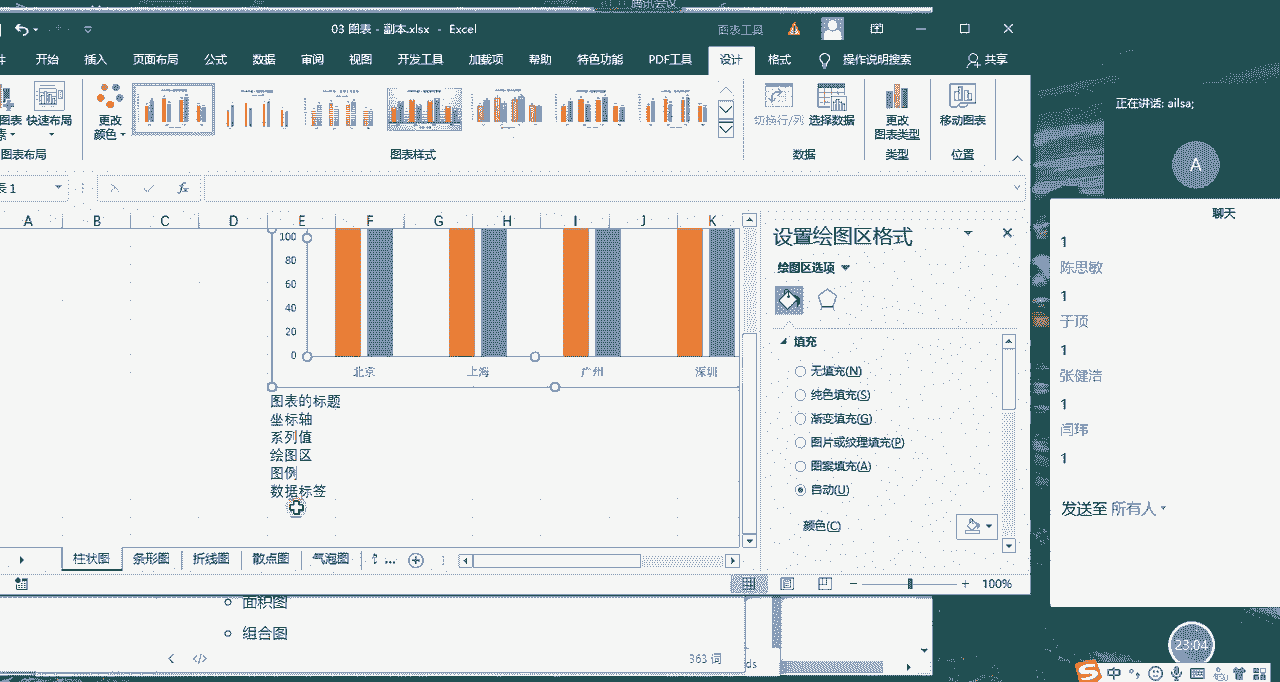 腾讯会议
03 图表 - 副本.xlsx - Excel
图表工具
开始 插入 页面布局 公式 数据 审阅 视图 开发工具 加载项 帮助 特色功能 PDF工具 设计 格式 操作说明搜索 共享
快速布局
更改
颜色
切换行/列 选择数据
更改
图表类型
移动图表
图表布局 图表样式 数据 类型 位置
表 1 fx
A B C D E F G H I J K
100
80
60
40
20
0
北京 上海 广州 深圳
图表的标题
坐标轴
系列值
绘图区
图例
数据标签
设置绘图区格式
绘图区选项
填充
无填充(N)
纯色填充(S)
渐变填充(G)
图片或纹理填充(P)
图案填充(A)
自动(U)
颜色(C)
柱状图 条形图 折线图 散点图 气泡图 ...
100%
面积图
组合图
363 词
ds
正在讲话: ailsa;
A
聊天
1
陈思敏
1
于顶
1
张健浩
1
闫玮
1
发送至 所有人
23:04
中